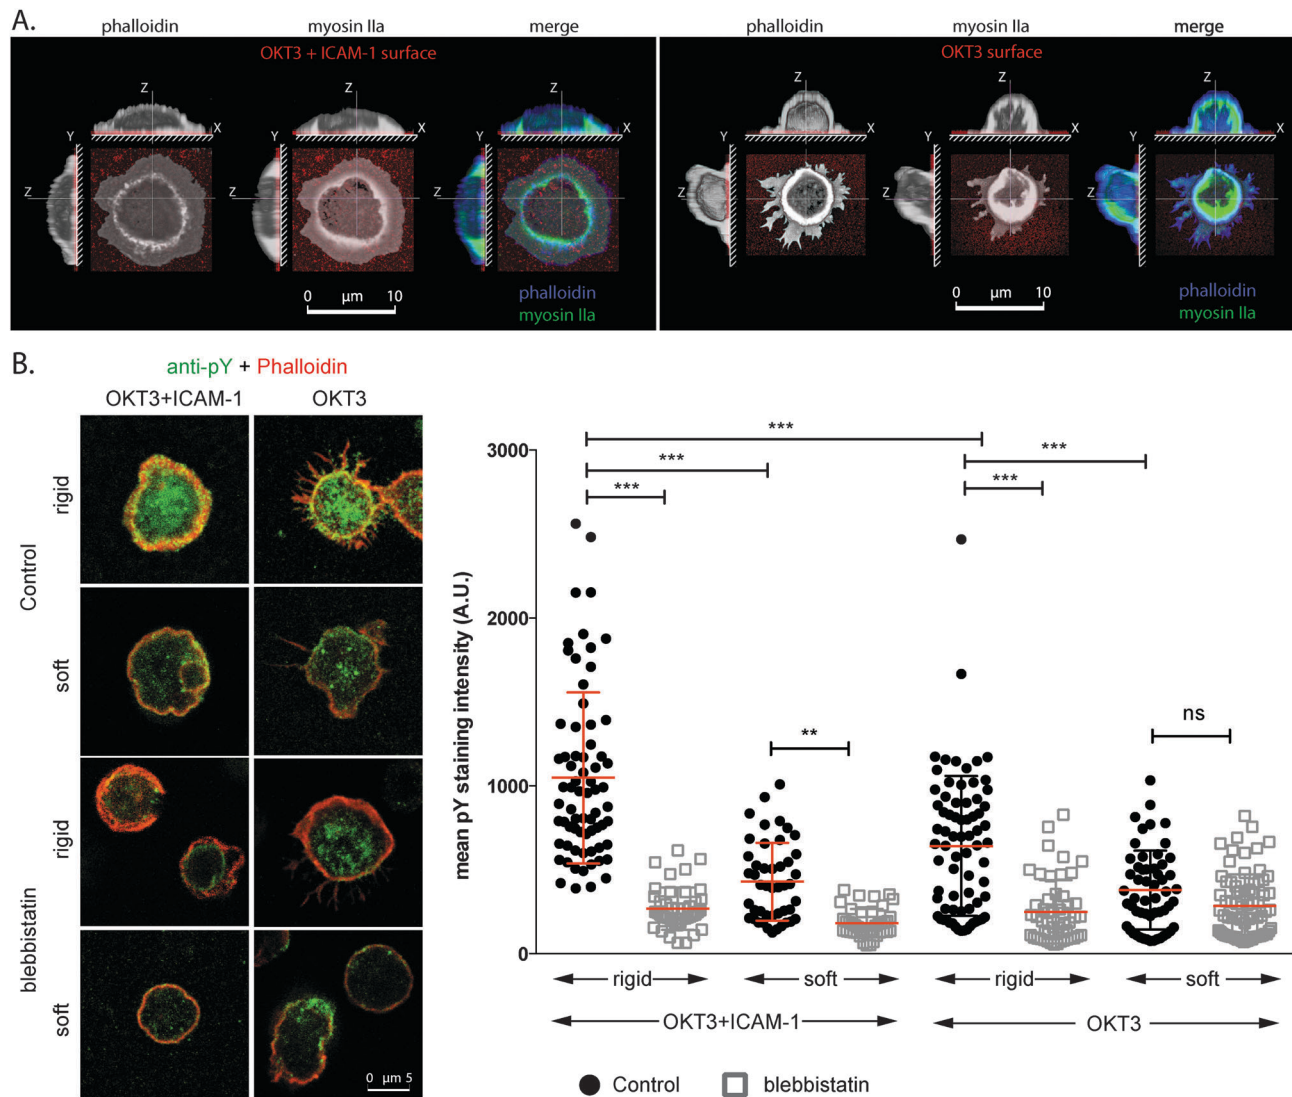 A.
phalloidin myosin IIa merge
OKT3 + ICAM-1 surface
Z Z Z
Y X
Z Z Z
0 µm 10
phalloidin
myosin IIa
phalloidin myosin IIa merge
OKT3 surface
Z Z Z
Y X Y X Y X
Z Z Z
0 µm 10
phalloidin
myosin IIa
B.
anti-pY + Phalloidin
OKT3+ICAM-1 OKT3
Control
rigid
soft
blebbistatin
rigid
soft
0 µm 5
mean pY staining intensity (A.U.)
3000
2000
1000
0
***
*** ***
*** ***
** ns
rigid soft rigid soft
OKT3+ICAM-1 OKT3
Control blebbistatin